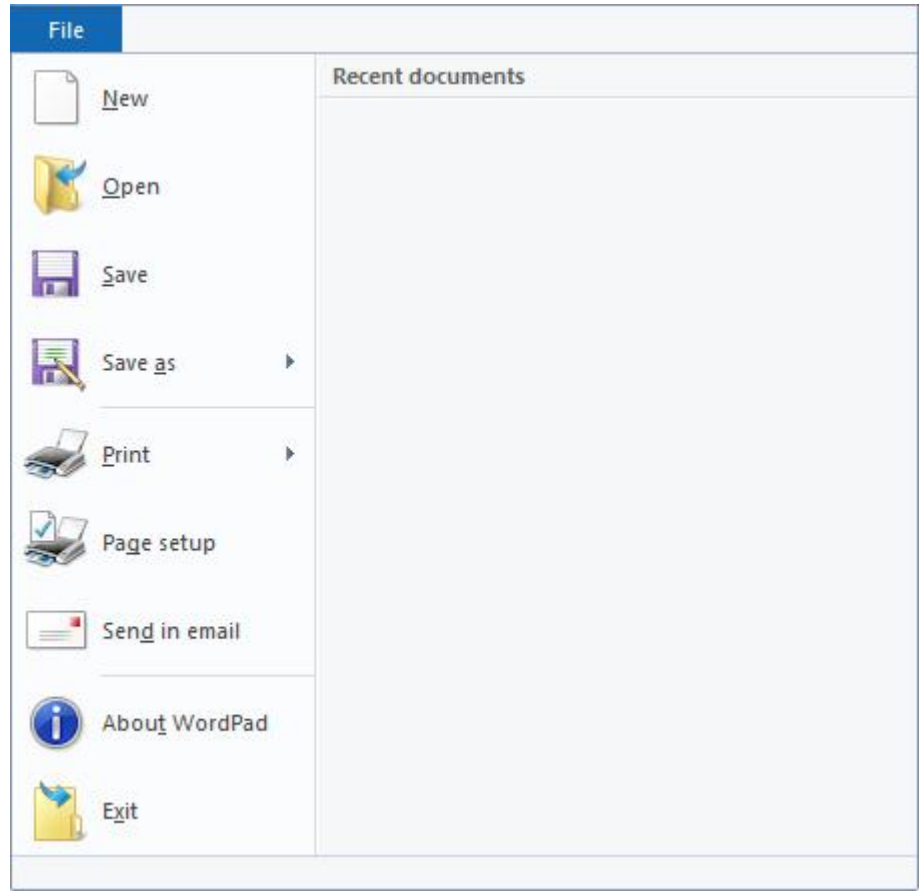 File
Recent documents
New
Open
Save
Save as
Print
Page setup
Send in email
About WordPad
Exit